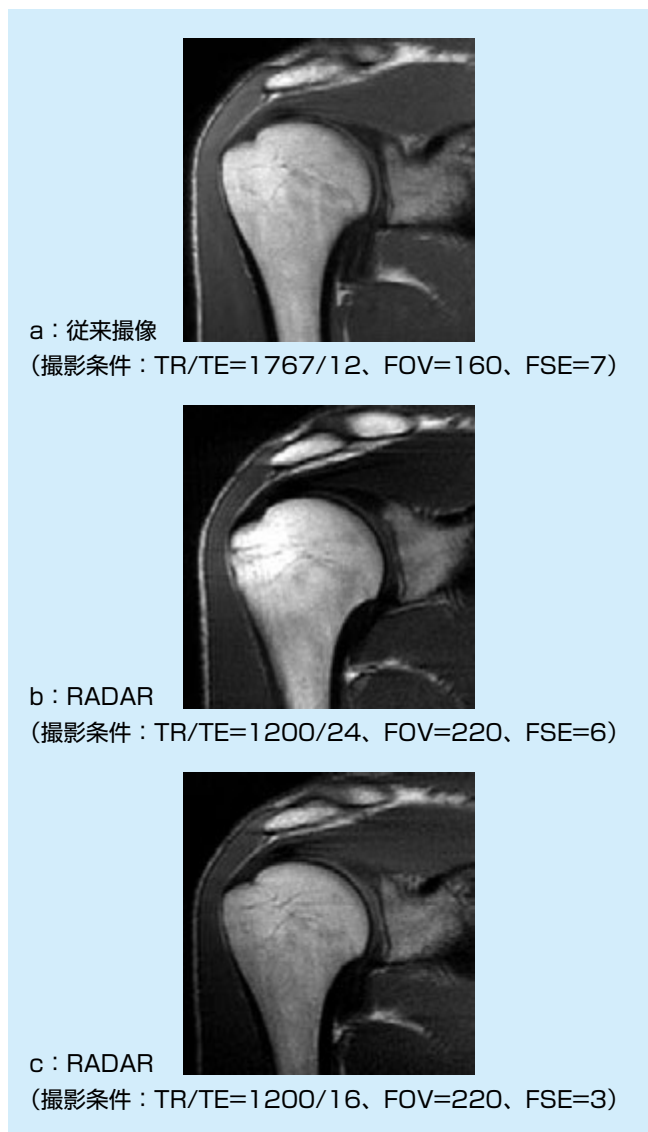 a：従来撮像
（撮影条件：TR/TE=1767/12、FOV=160、FSE=7）
b：RADAR
（撮影条件：TR/TE=1200/24、FOV=220、FSE=6）
c：RADAR
（撮影条件：TR/TE=1200/16、FOV=220、FSE=3）